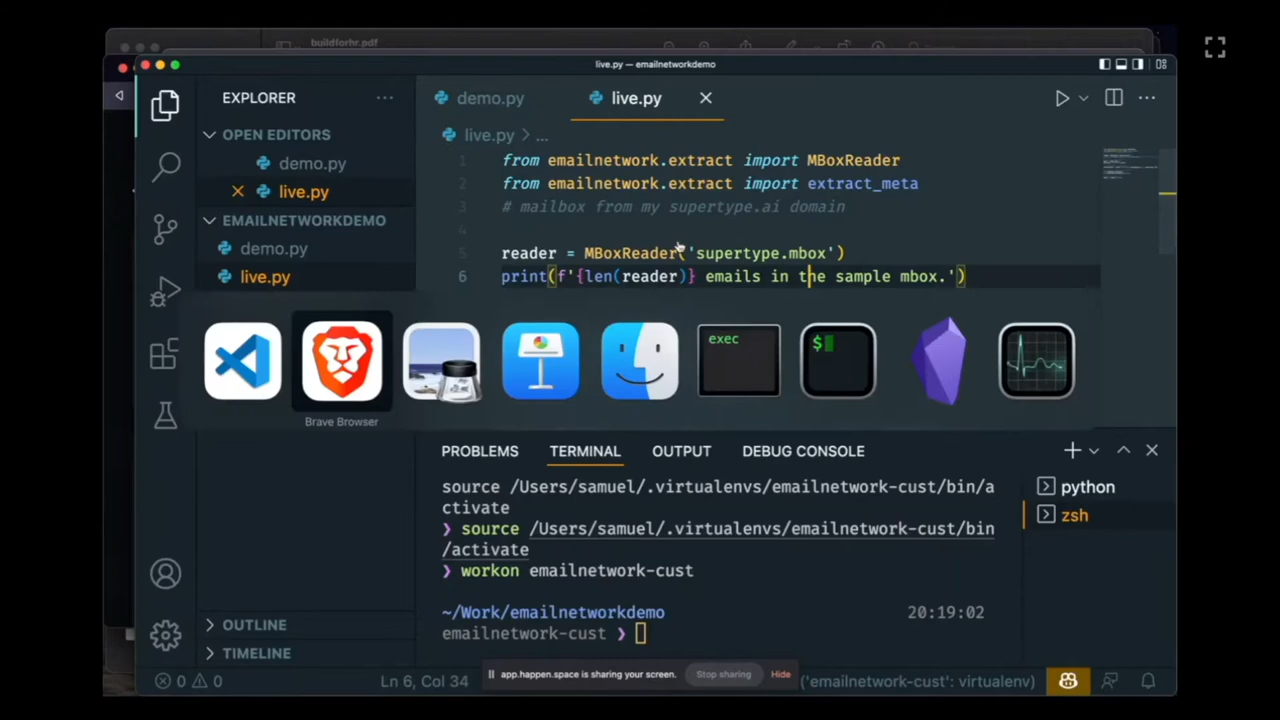 buildforhr.pdf
live.py — emailnetworkdemo
EXPLORER
demo.py
live.py
OPEN EDITORS
live.py > ...
demo.py
live.py
EMAILNETWORKDEMO
demo.py
live.py
1 from emailnetwork.extract import MBoxReader
2 from emailnetwork.extract import extract_meta
3 # mailbox from my supertype.ai domain
4
5 reader = MBoxReader('supertype.mbox')
6 print(f'{len(reader)} emails in the sample mbox.')
exec
$
Brave Browser
PROBLEMS
TERMINAL
OUTPUT
DEBUG CONSOLE
source /Users/samuel/.virtualenvs/emailnetwork-cust/bin/a
ctivate
❯ source /Users/samuel/.virtualenvs/emailnetwork-cust/bin
/activate
❯ workon emailnetwork-cust
~/Work/emailnetworkdemo 20:19:02
emailnetwork-cust ❯
python
zsh
OUTLINE
TIMELINE
app.happen.space is sharing your screen.
Stop sharing
Hide
0 0
Ln 6, Col 34
('emailnetwork-cust': virtualenv)